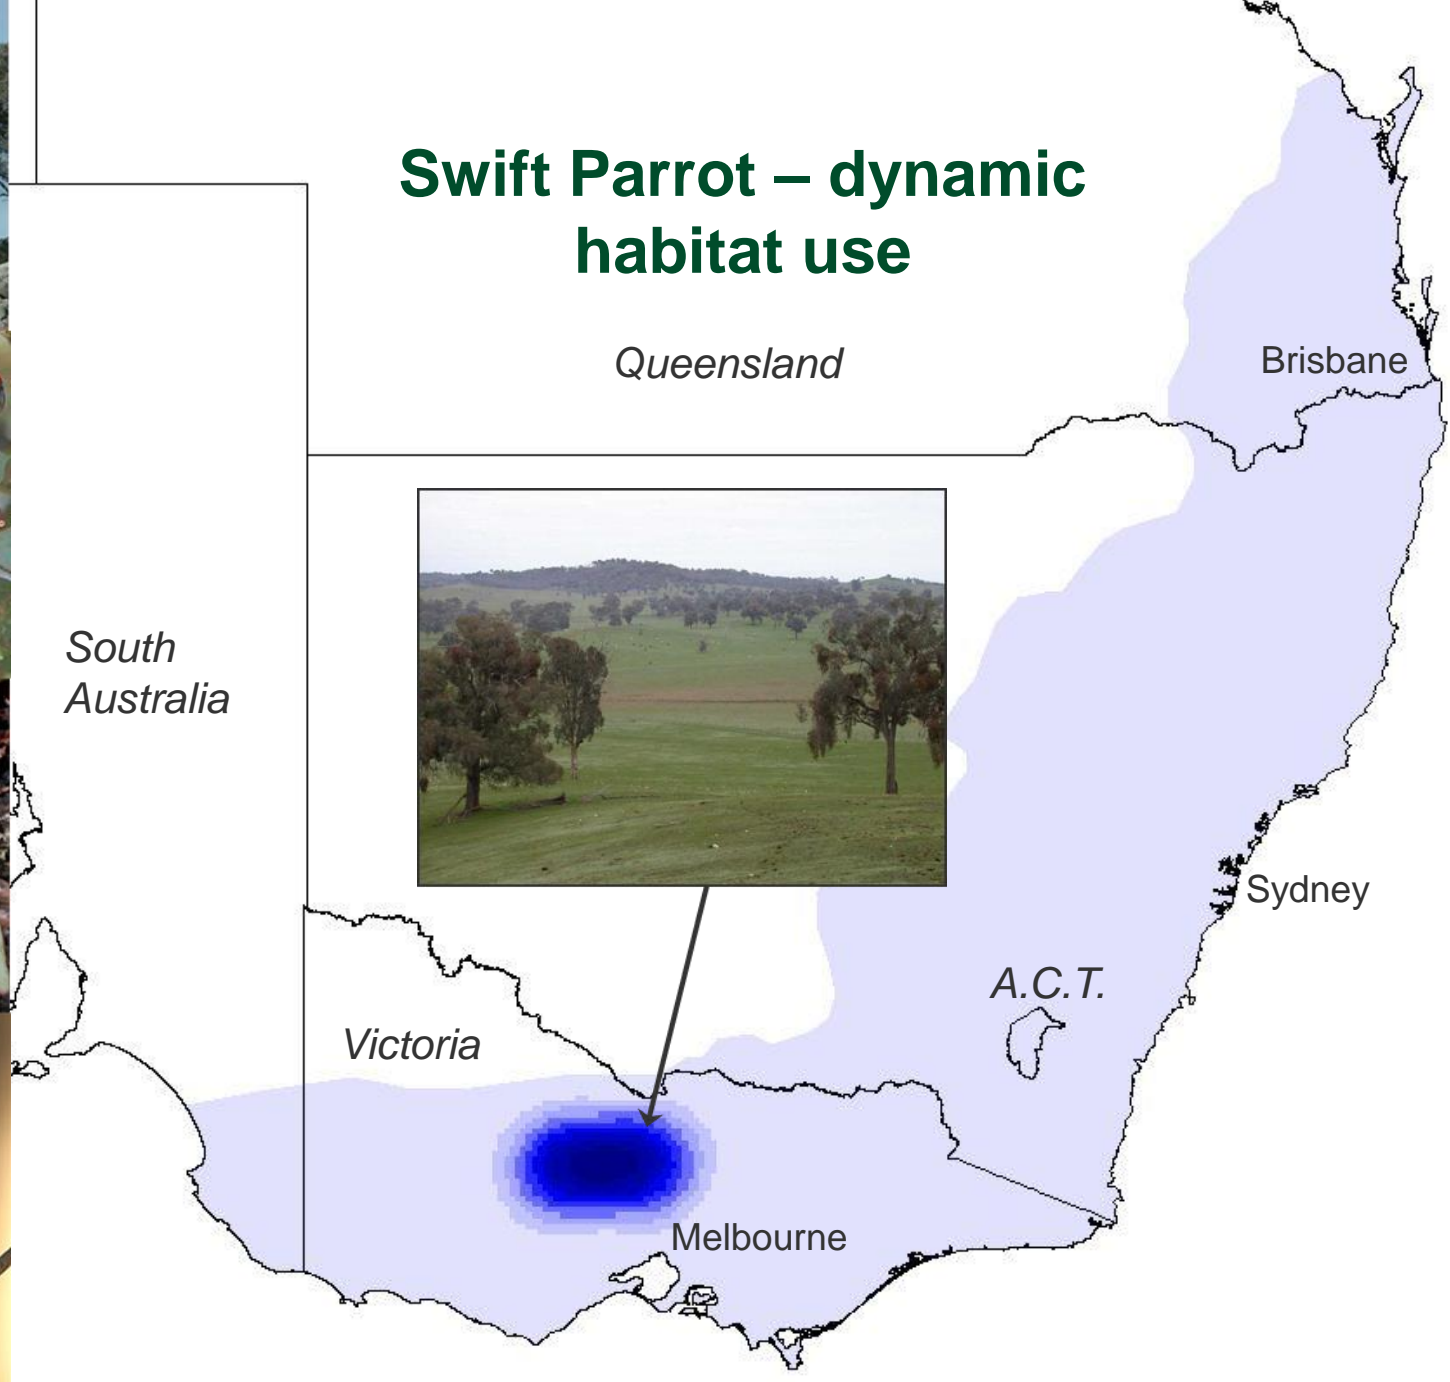 Swift Parrot – dynamic
habitat use
Queensland
Brisbane
South
Australia
Sydney
A.C.T.
Victoria
Melbourne